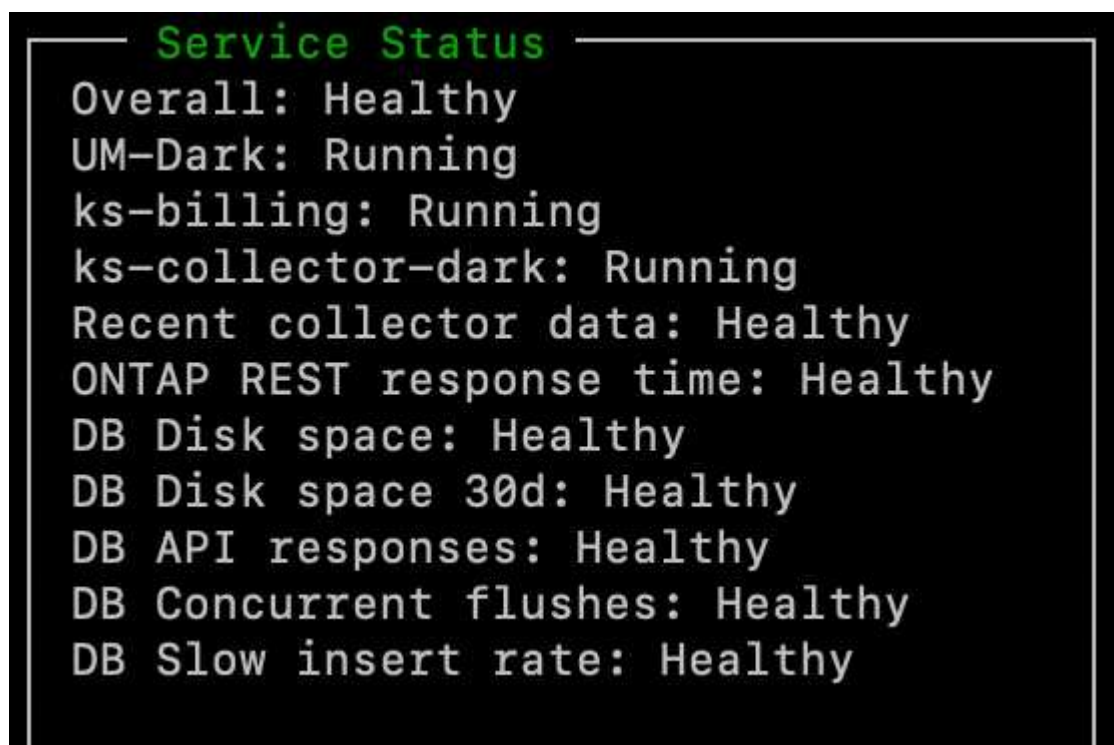 Service Status
Overall: Healthy
UM-Dark: Running
ks-billing: Running
ks-collector-dark: Running
Recent collector data: Healthy
ONTAP REST response time: Healthy
DB Disk space: Healthy
DB Disk space 30d: Healthy
DB API responses: Healthy
DB Concurrent flushes: Healthy
DB Slow insert rate: Healthy